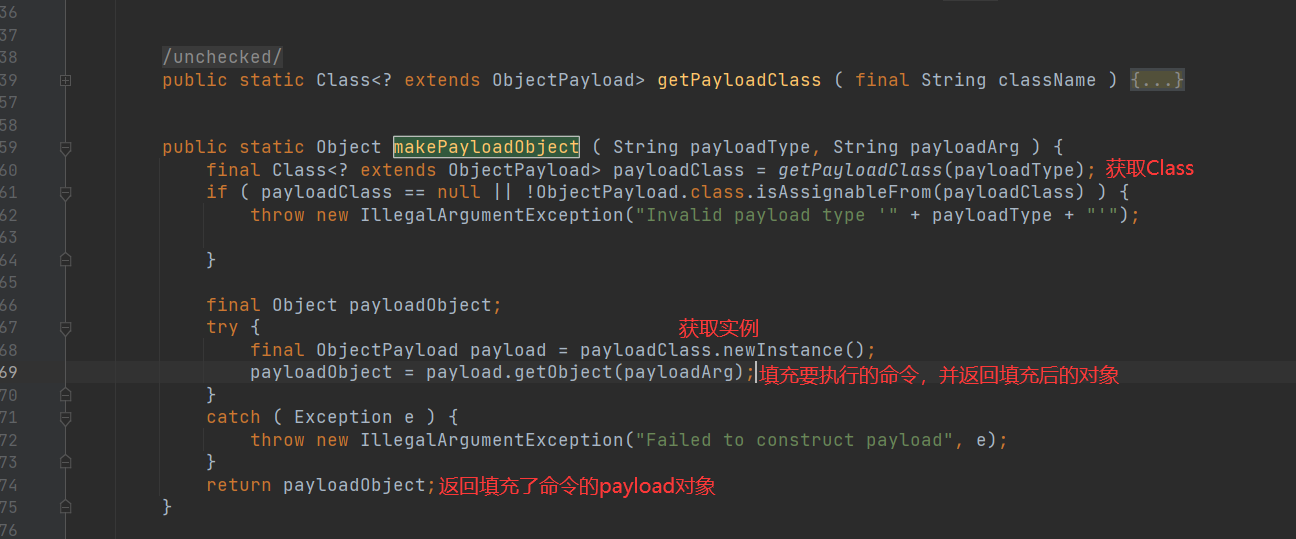 36
37
38 /unchecked/
39 public static Class<? extends ObjectPayload> getPayloadClass ( final String className ) {...}
57
58
59 public static Object makePayloadObject ( String payloadType, String payloadArg ) {
60 final Class<? extends ObjectPayload> payloadClass = getPayloadClass(payloadType); 获取Class
61 if ( payloadClass == null || !ObjectPayload.class.isAssignableFrom(payloadClass) ) {
62 throw new IllegalArgumentException("Invalid payload type '" + payloadType + "'");
63
64 }
65
66 final Object payloadObject;
67 try { 获取实例
68 final ObjectPayload payload = payloadClass.newInstance();
69 payloadObject = payload.getObject(payloadArg); 填充要执行的命令，并返回填充后的对象
70 }
71 catch ( Exception e ) {
72 throw new IllegalArgumentException("Failed to construct payload", e);
73 }
74 return payloadObject; 返回填充了命令的payload对象
75 }
76